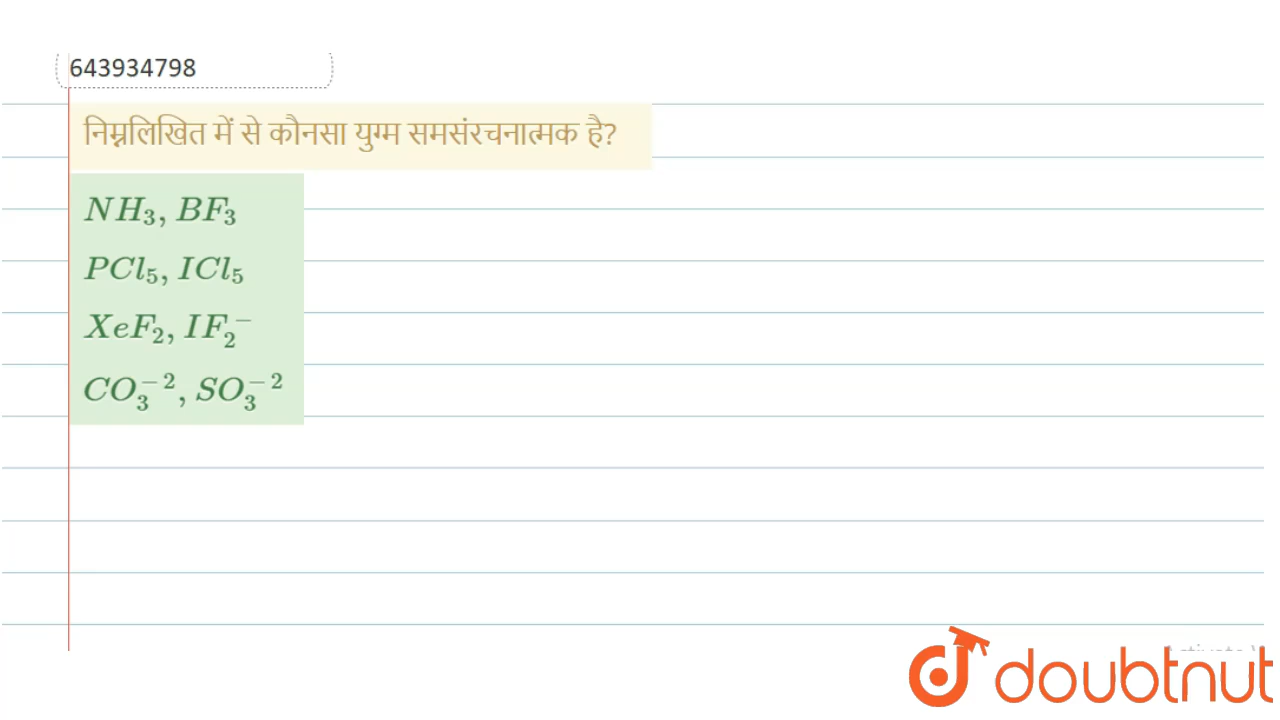 643934798
निम्नलिखित में से कौनसा युग्म समसंरचनात्मक है?
NH₃, BF₃
PCl₅, ICl₅
XeF₂, IF₂⁻
CO₃⁻², SO₃⁻²
doubtnut